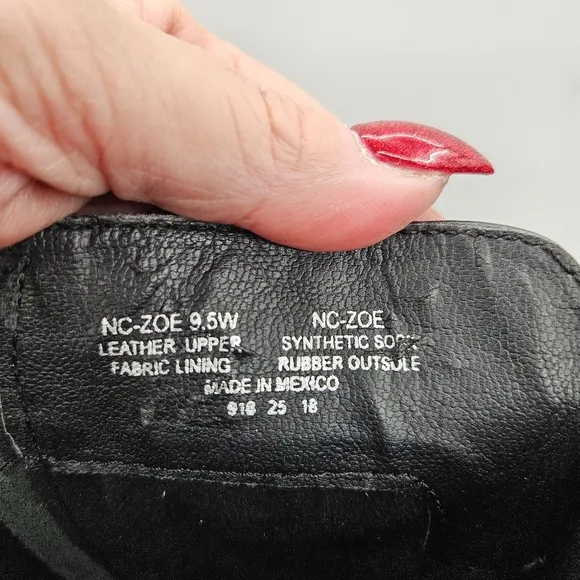 NC-ZOE 9.5W NC-ZOE
LEATHER UPPER SYNTHETIC SOCK
FABRIC LINING RUBBER OUTSOLE
MADE IN MEXICO
918 25 18